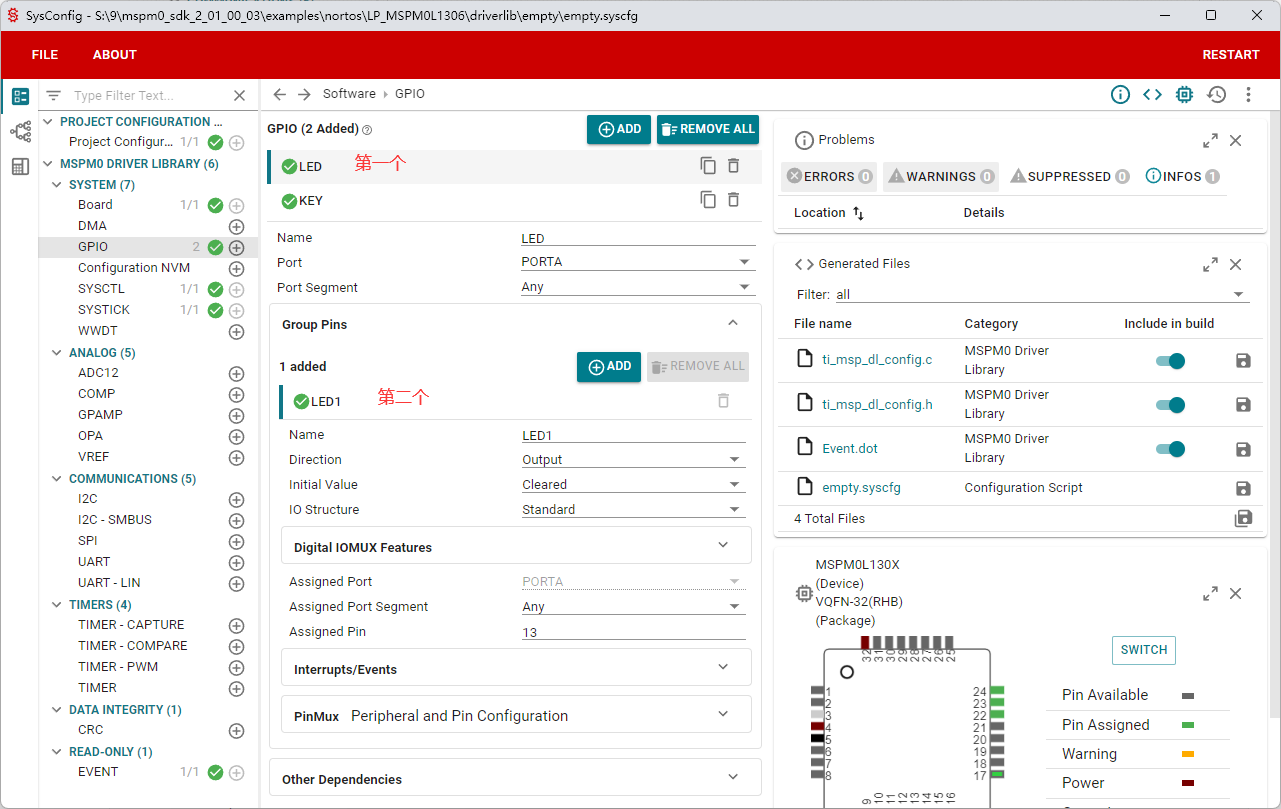 SysConfig - S:\9\mspm0_sdk_2_01_00_03\examples\nortos\LP_MSPM0L1306\driverlib\empty\empty.syscfg
FILE ABOUT RESTART
Type Filter Text...
PROJECT CONFIGURATION ...
Project Configur... 1/1
MSPM0 DRIVER LIBRARY (6)
SYSTEM (7)
Board 1/1
DMA
GPIO 2
Configuration NVM
SYSCTL 1/1
SYSTICK 1/1
WWDT
ANALOG (5)
ADC12
COMP
GPAMP
OPA
VREF
COMMUNICATIONS (5)
I2C
I2C - SMBUS
SPI
UART
UART - LIN
TIMERS (4)
TIMER - CAPTURE
TIMER - COMPARE
TIMER - PWM
TIMER
DATA INTEGRITY (1)
CRC
READ-ONLY (1)
EVENT 1/1
Software GPIO
GPIO (2 Added) ADD REMOVE ALL
LED 第一个
KEY
Name LED
Port PORTA
Port Segment Any
Group Pins
1 added ADD REMOVE ALL
LED1 第二个
Name LED1
Direction Output
Initial Value Cleared
IO Structure Standard
Digital IOMUX Features
Assigned Port PORTA
Assigned Port Segment Any
Assigned Pin 13
Interrupts/Events
PinMux Peripheral and Pin Configuration
Other Dependencies
Problems
ERRORS 0 WARNINGS 0 SUPPRESSED 0 INFOS 1
Location Details
Generated Files
Filter: all
File name Category Include in build
ti_msp_dl_config.c MSPM0 Driver
Library
ti_msp_dl_config.h MSPM0 Driver
Library
Event.dot MSPM0 Driver
Library
empty.syscfg Configuration Script
4 Total Files
MSPM0L130X
(Device)
VQFN-32(RHB)
(Package)
SWITCH
32 31 30 29 28 27 26 25
1 24
2 23
3 22
4 21
5 20
6 19
7 18
8 17
9 10 11 12 13 14 15 16
Pin Available
Pin Assigned
Warning
Power